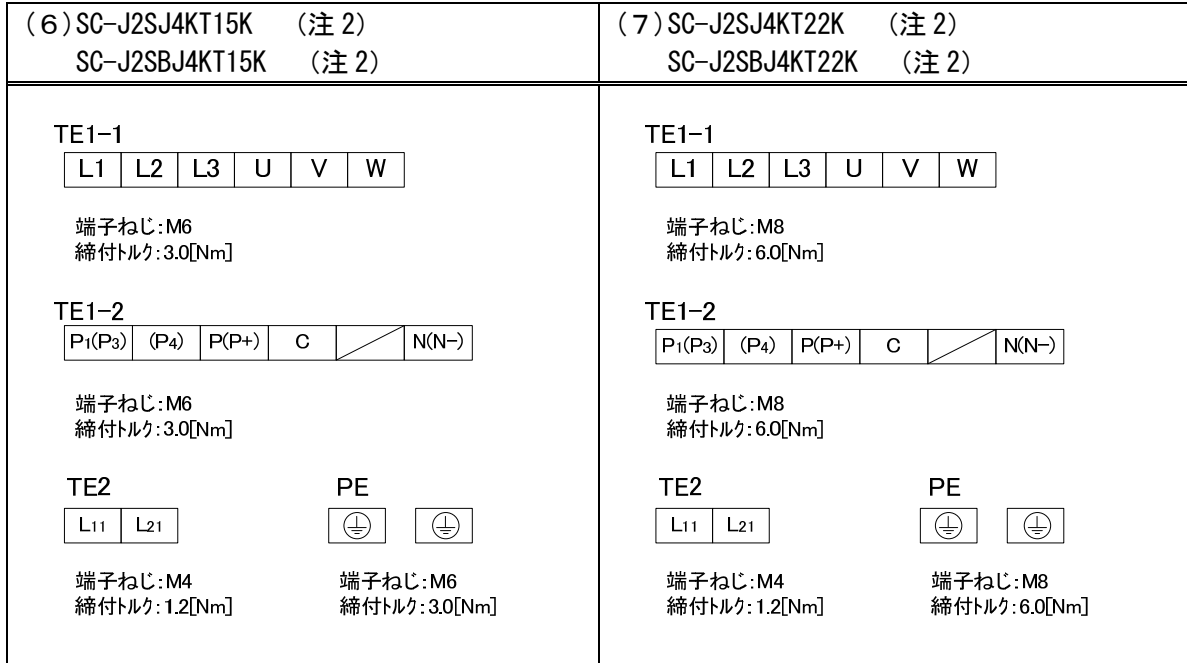 (６)SC-J2SJ4KT15K （注 2）
SC-J2SBJ4KT15K （注 2）
TE1-1
L1 L2 L3 U V W
端子ねじ:M6
締付ﾄﾙｸ:3.0[Nm]
TE1-2
P1(P3) (P4) P(P+) C N(N-)
端子ねじ:M6
締付ﾄﾙｸ:3.0[Nm]
TE2 PE
L11 L21
端子ねじ:M4 端子ねじ:M6
締付ﾄﾙｸ:1.2[Nm] 締付ﾄﾙｸ:3.0[Nm]
(７)SC-J2SJ4KT22K （注 2）
SC-J2SBJ4KT22K （注 2）
TE1-1
L1 L2 L3 U V W
端子ねじ:M8
締付ﾄﾙｸ:6.0[Nm]
TE1-2
P1(P3) (P4) P(P+) C N(N-)
端子ねじ:M8
締付ﾄﾙｸ:6.0[Nm]
TE2 PE
L11 L21
端子ねじ:M4 端子ねじ:M8
締付ﾄﾙｸ:1.2[Nm] 締付ﾄﾙｸ:6.0[Nm]